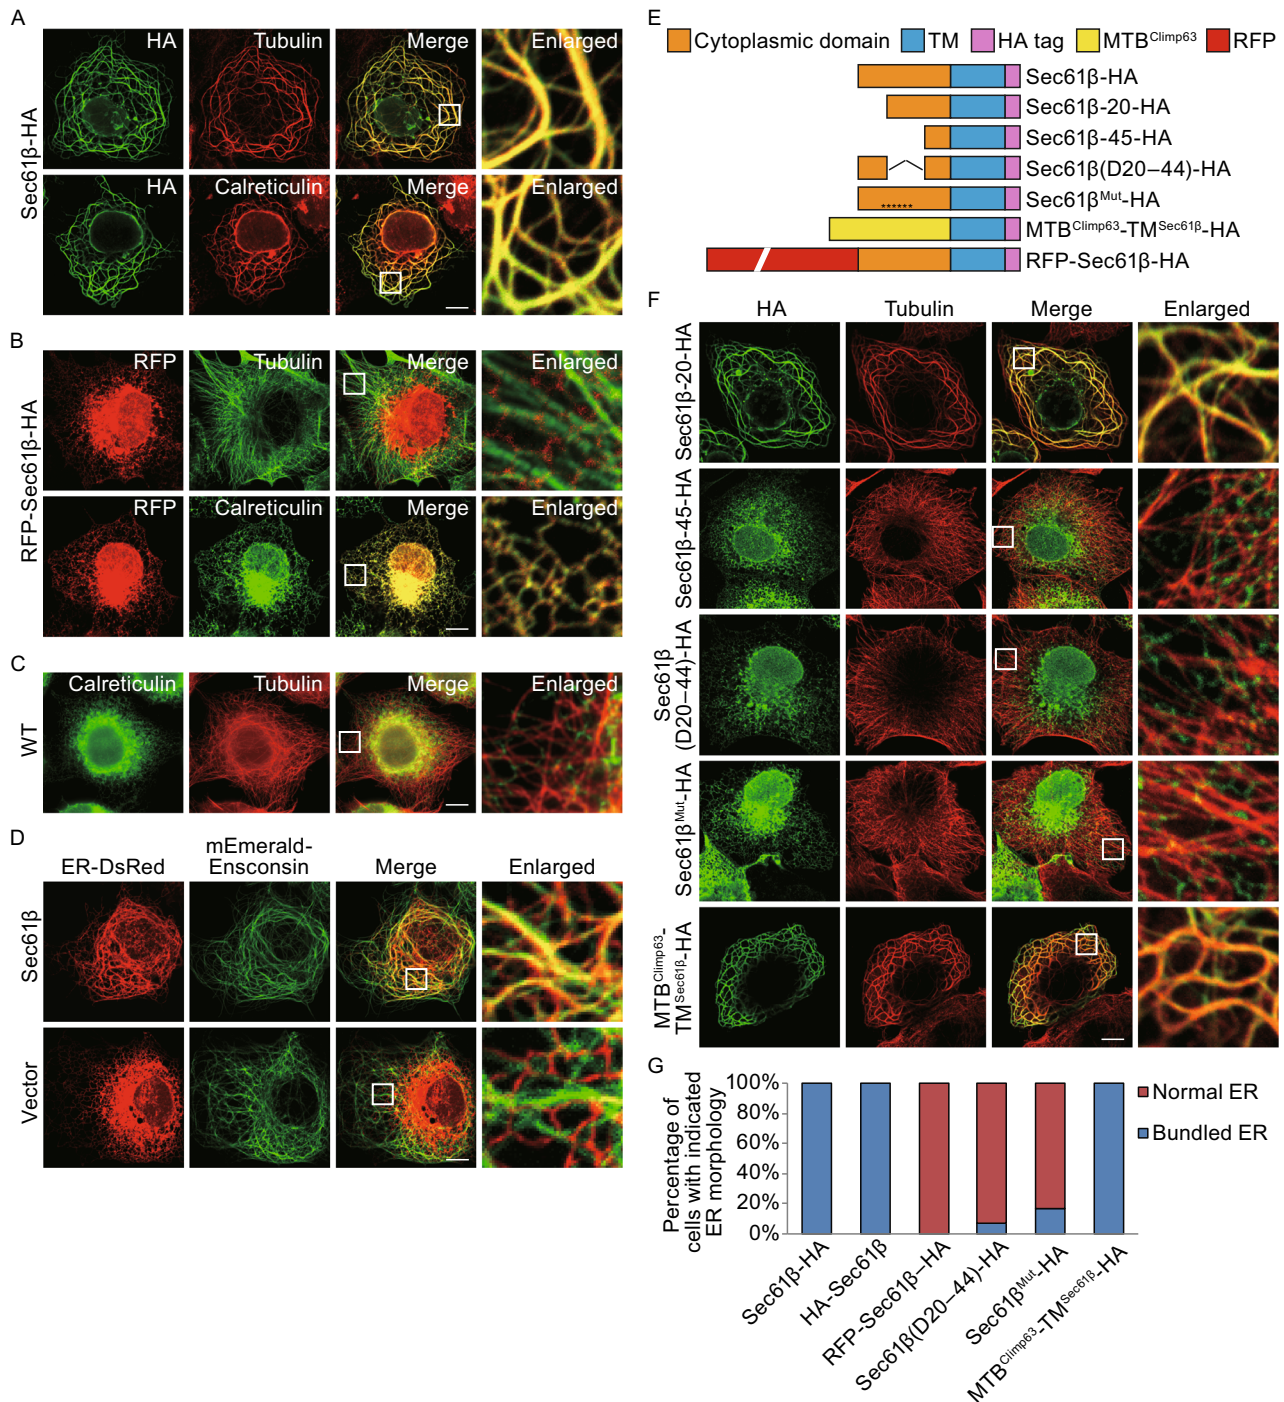 A
HA Tubulin Merge Enlarged
Sec61β-HA
HA Calreticulin Merge Enlarged
B
RFP Tubulin Merge Enlarged
RFP-Sec61β-HA
RFP Calreticulin Merge Enlarged
C
Calreticulin Tubulin Merge Enlarged
WT
D
ER-DsRed mEmerald-Ensconsin Merge Enlarged
Sec61β
Vector
E
Cytoplasmic domain TM HA tag MTBClimp63 RFP
Sec61β-HA
Sec61β-20-HA
Sec61β-45-HA
Sec61β(D20–44)-HA
******
Sec61βMut-HA
MTBClimp63-TMSec61β-HA
RFP-Sec61β-HA
F
HA Tubulin Merge Enlarged
Sec61β-20-HA
Sec61β-45-HA
Sec61β
(D20–44)-HA
Sec61βMut-HA
MTBClimp63-
TMSec61β-HA
G
Percentage of
cells with indicated
ER morphology
100%
80%
60%
40%
20%
0%
Normal ER
Bundled ER
Sec61β-HA
HA-Sec61β
RFP-Sec61β–HA
Sec61β(D20–44)-HA
Sec61βMut-HA
MTBClimp63-TMSec61β-HA